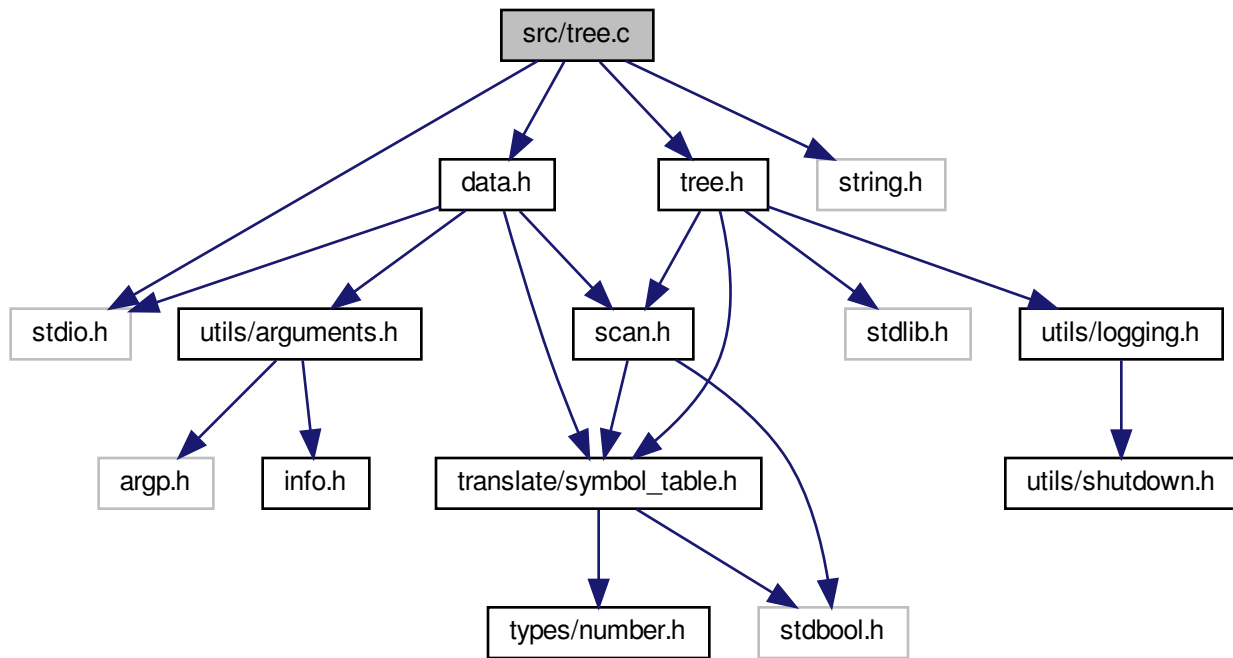 src/tree.c
data.h
tree.h
string.h
stdio.h
utils/arguments.h
scan.h
stdlib.h
utils/logging.h
argp.h
info.h
translate/symbol_table.h
utils/shutdown.h
types/number.h
stdbool.h